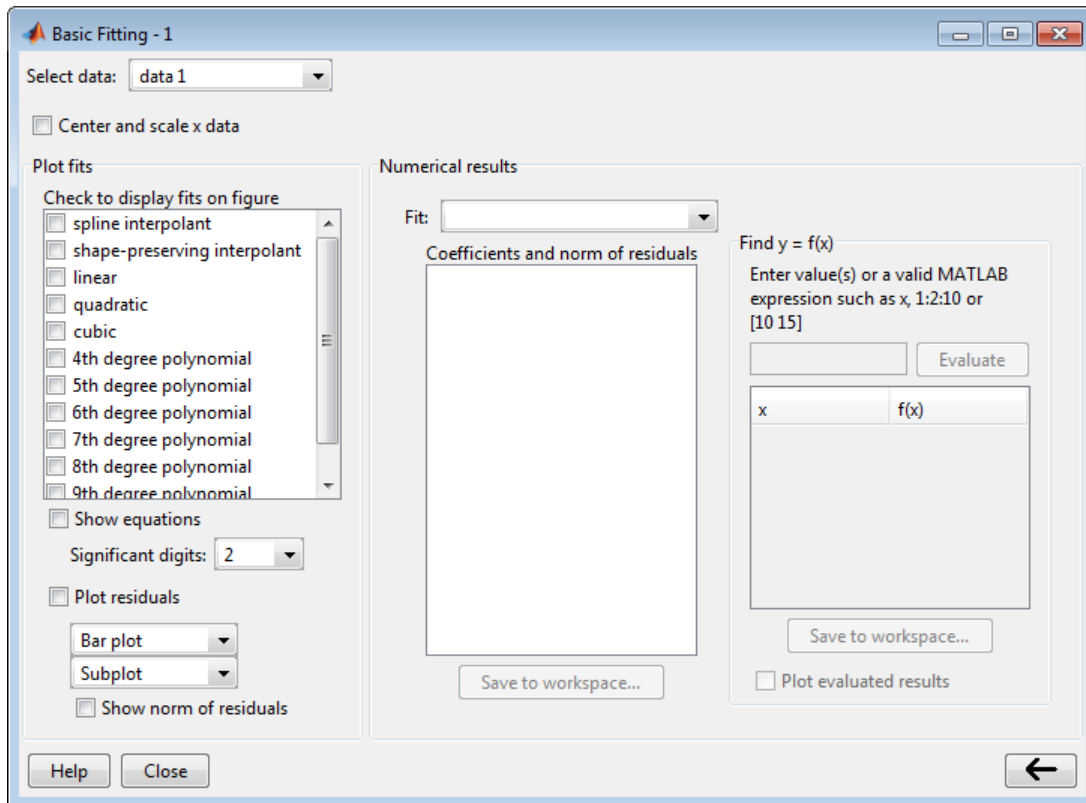 Basic Fitting - 1
Select data: data 1
Center and scale x data
Plot fits
Check to display fits on figure
spline interpolant
shape-preserving interpolant
linear
quadratic
cubic
4th degree polynomial
5th degree polynomial
6th degree polynomial
7th degree polynomial
8th degree polynomial
9th degree polynomial
Show equations
Significant digits: 2
Plot residuals
Bar plot
Subplot
Show norm of residuals
Numerical results
Fit:
Coefficients and norm of residuals
Save to workspace...
Find y = f(x)
Enter value(s) or a valid MATLAB
expression such as x, 1:2:10 or
[10 15]
Evaluate
x f(x)
Save to workspace...
Plot evaluated results
Help Close